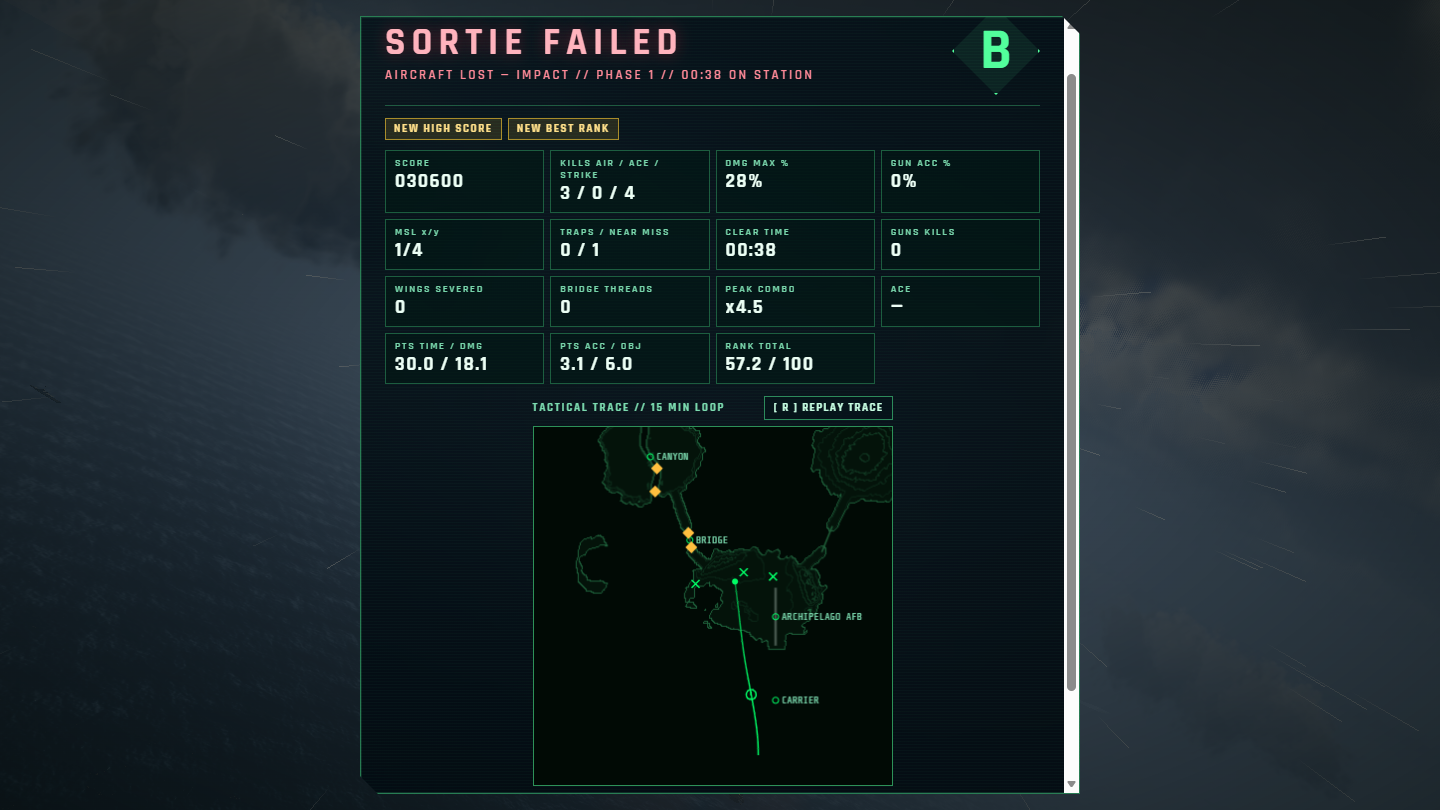 SORTIE FAILED
B
AIRCRAFT LOST — IMPACT // PHASE 1 // 00:38 ON STATION
NEW HIGH SCORE
NEW BEST RANK
SCORE
030600
KILLS AIR / ACE /
STRIKE
3 / 0 / 4
DMG MAX %
28%
GUN ACC %
0%
MSL x/y
1/4
TRAPS / NEAR MISS
0 / 1
CLEAR TIME
00:38
GUNS KILLS
0
WINGS SEVERED
0
BRIDGE THREADS
0
PEAK COMBO
x4.5
ACE
—
PTS TIME / DMG
30.0 / 18.1
PTS ACC / OBJ
3.1 / 6.0
RANK TOTAL
57.2 / 100
TACTICAL TRACE // 15 MIN LOOP
[ R ] REPLAY TRACE
CANYON
BRIDGE
ARCHIPELAGO AFB
CARRIER